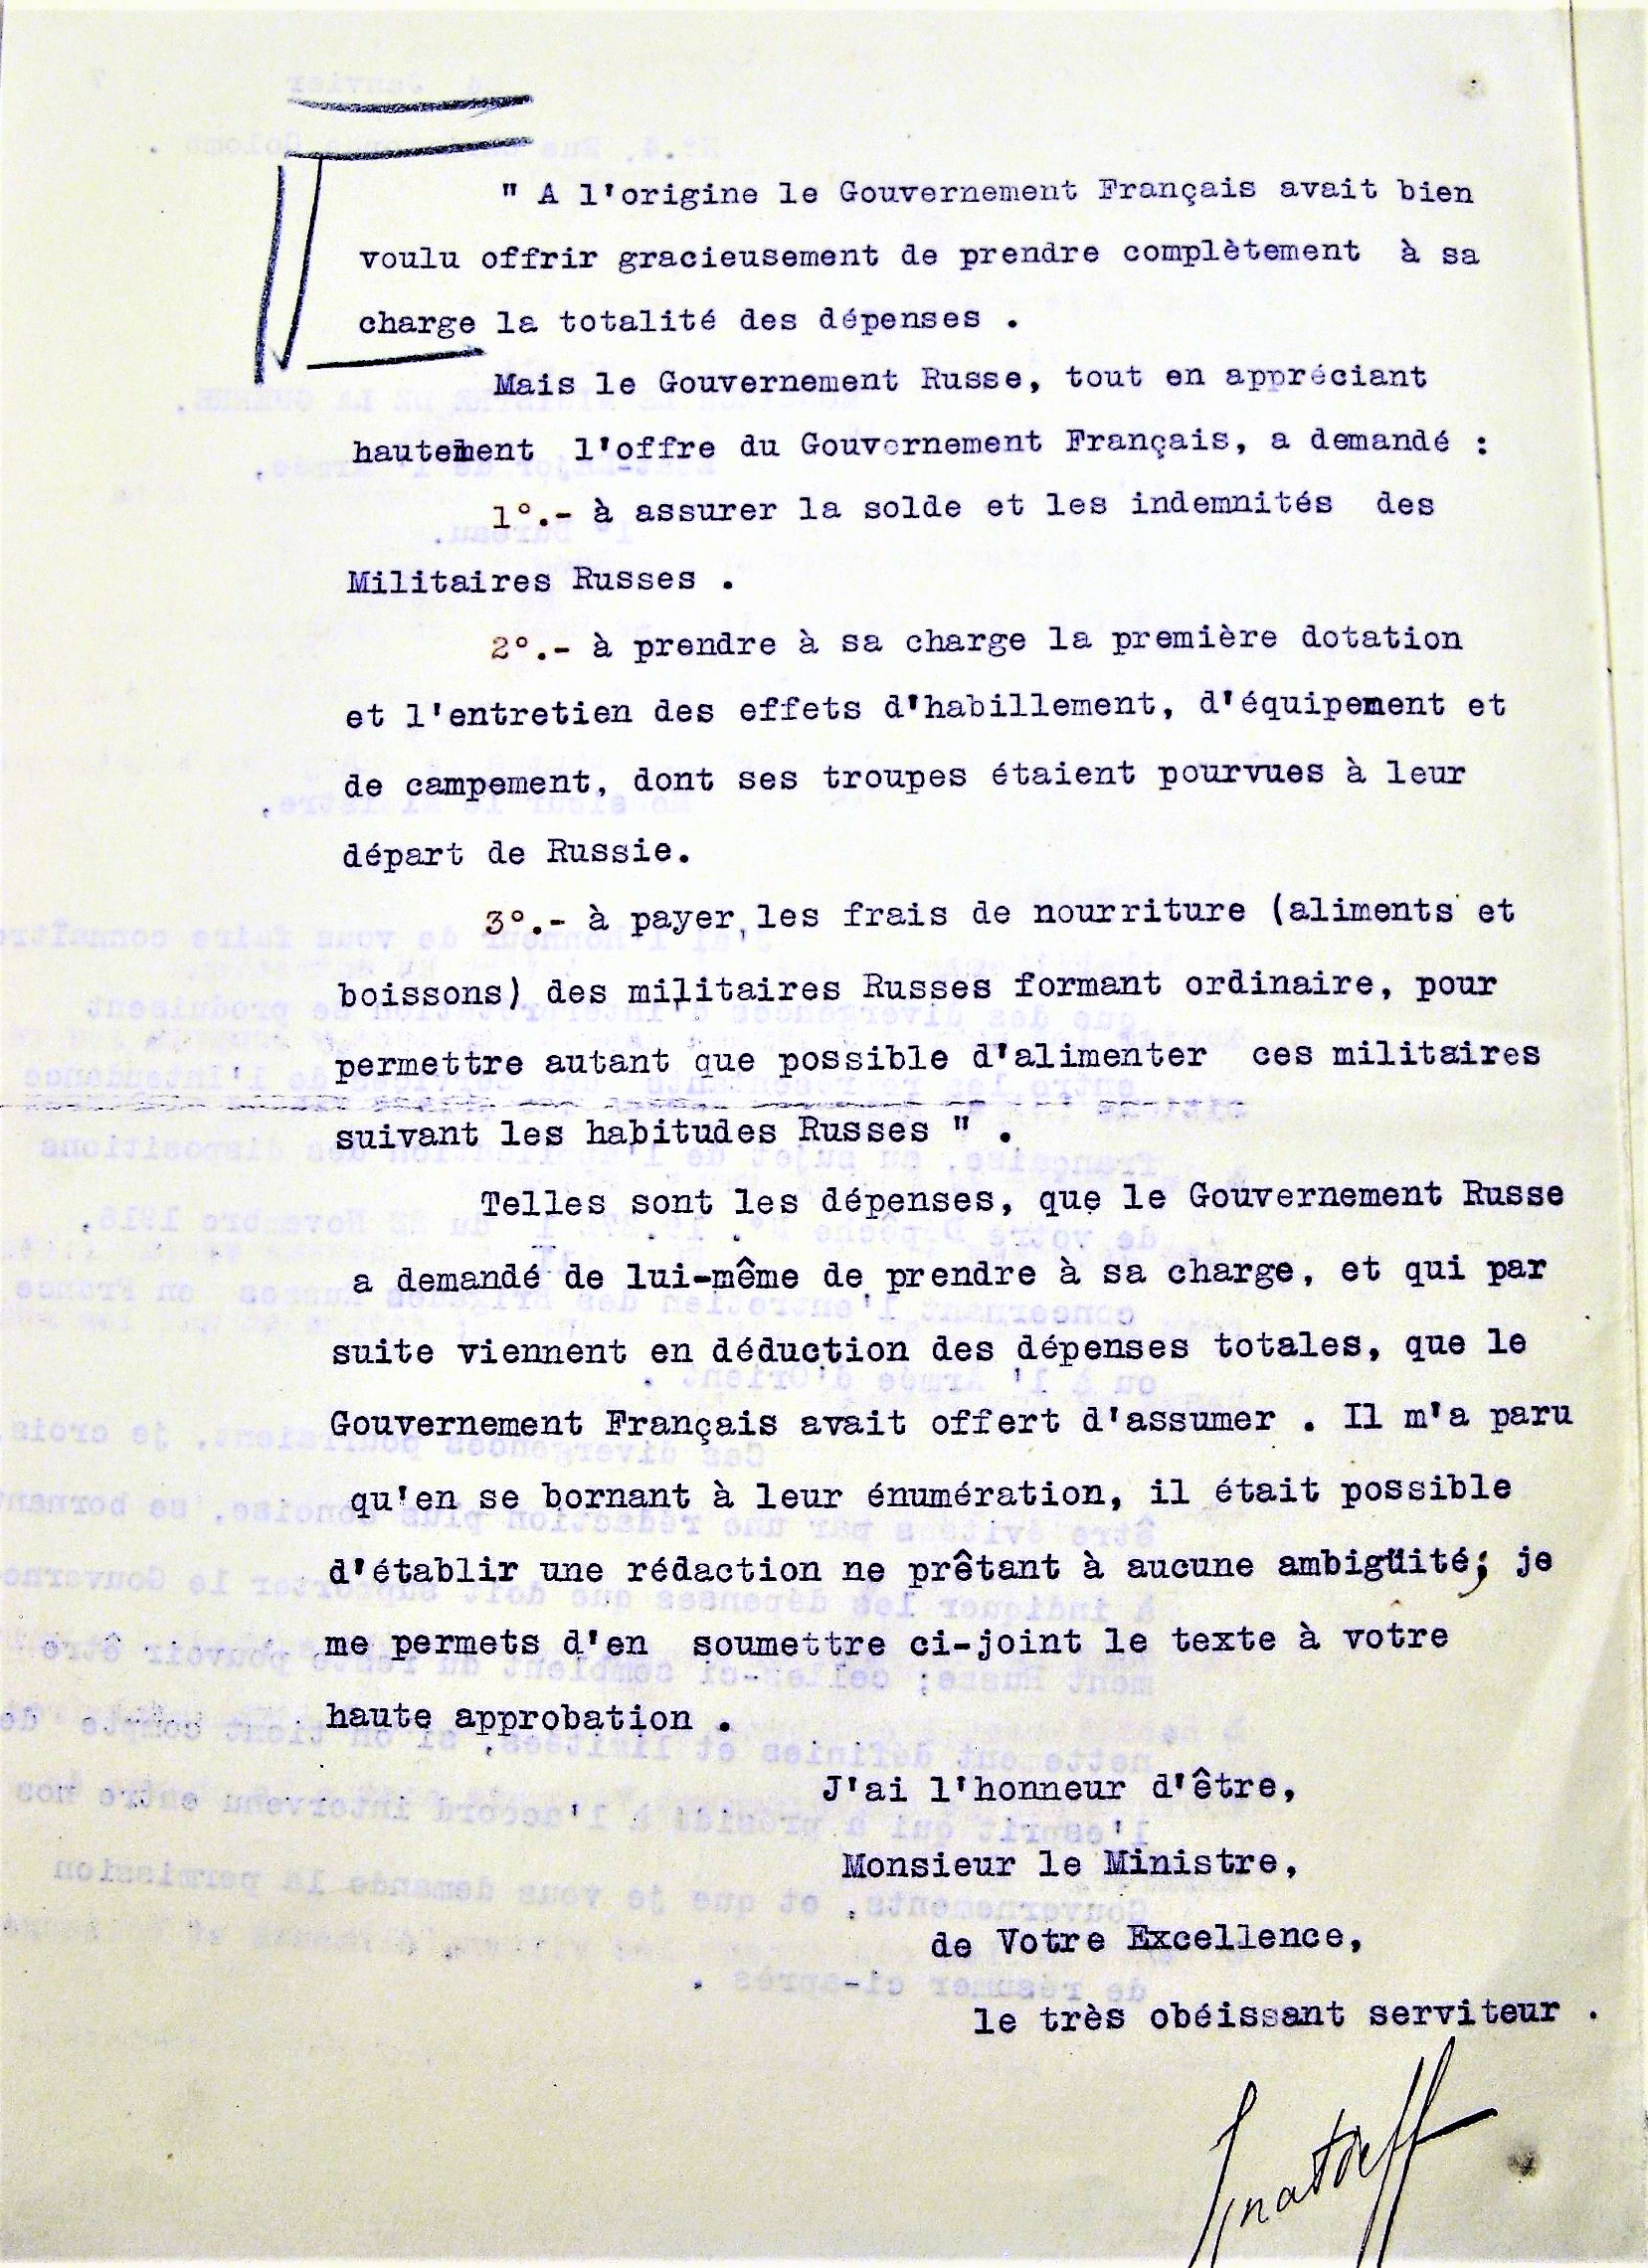 " A l'origine le Gouvernement Français avait bien
voulu offrir gracieusement de prendre complètement à sa
charge la totalité des dépenses .
Mais le Gouvernement Russe, tout en appréciant
hautement l'offre du Gouvernement Français, a demandé :
1°.- à assurer la solde et les indemnités des
Militaires Russes .
2°.- à prendre à sa charge la première dotation
et l'entretien des effets d'habillement, d'équipement et
de campement, dont ses troupes étaient pourvues à leur
départ de Russie.
3°.- à payer les frais de nourriture (aliments et
boissons) des militaires Russes formant ordinaire, pour
permettre autant que possible d'alimenter ces militaires
suivant les habitudes Russes " .
Telles sont les dépenses, que le Gouvernement Russe
a demandé de lui-même de prendre à sa charge, et qui par
suite viennent en déduction des dépenses totales, que le
Gouvernement Français avait offert d'assumer . Il m'a paru
qu'en se bornant à leur énumération, il était possible
d'établir une rédaction ne prêtant à aucune ambigüité; je
me permets d'en soumettre ci-joint le texte à votre
haute approbation .
J'ai l'honneur d'être,
Monsieur le Ministre,
de Votre Excellence,
le très obéissant serviteur .
Ignatieff